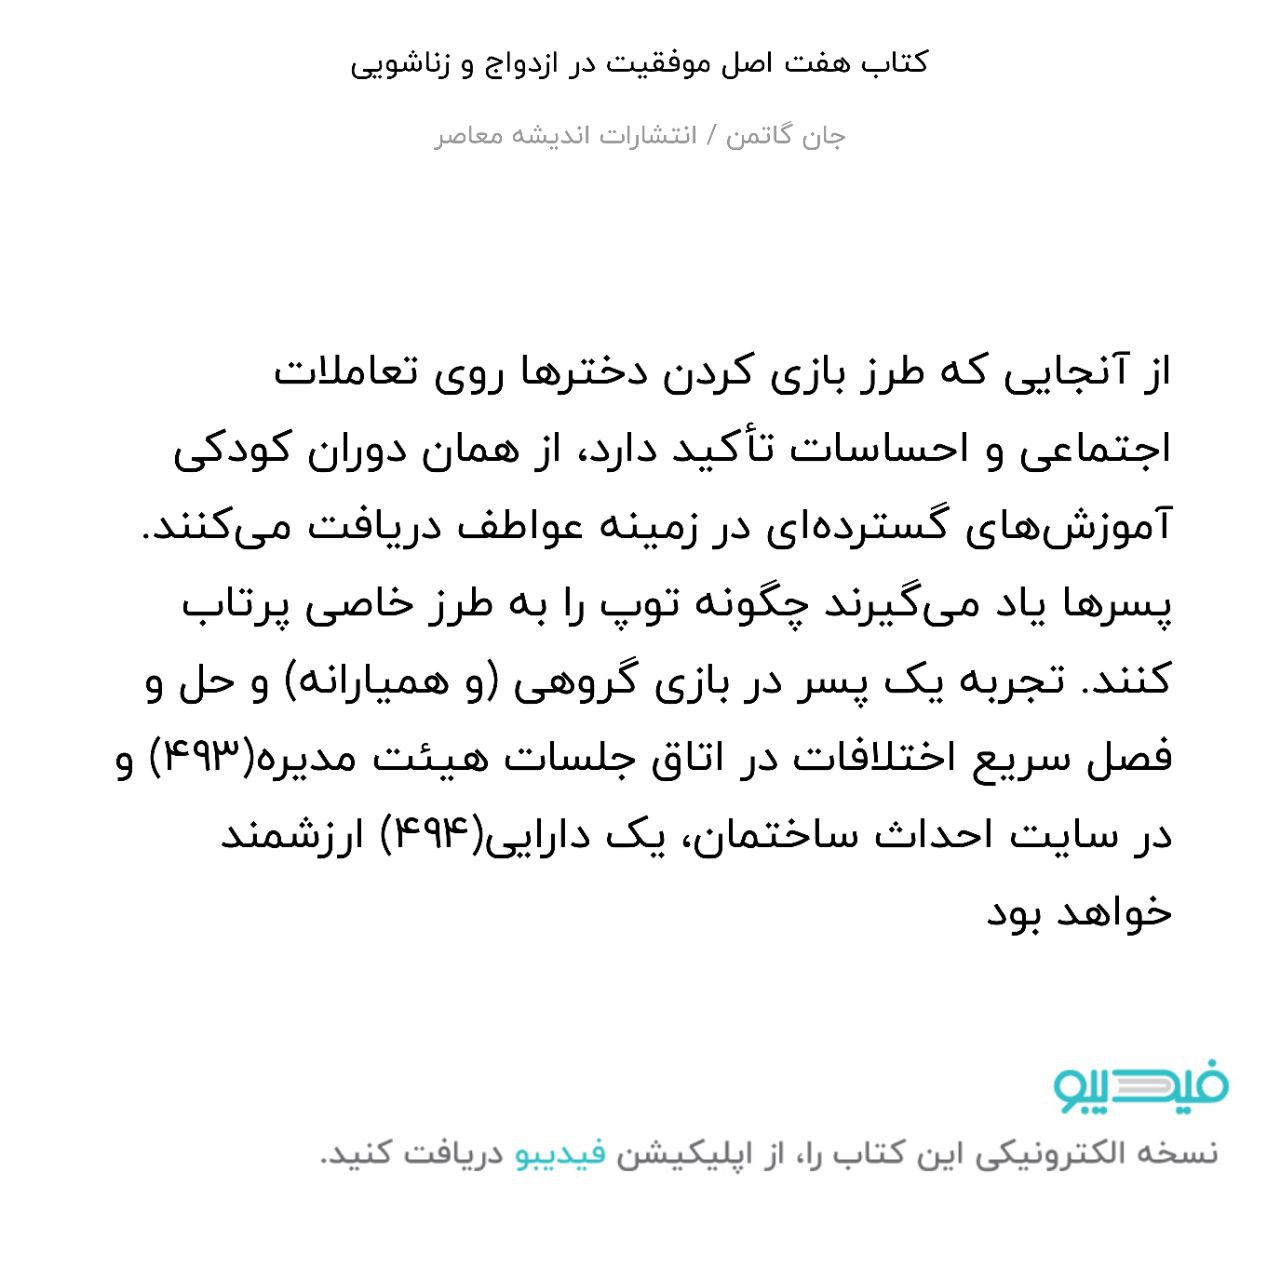 کتاب هفت اصل موفقیت در ازدواج و زناشویی
جان گاتمن / انتشارات اندیشه معاصر
از آنجایی که طرز بازی کردن دخترها روی تعاملات
اجتماعی و احساسات تأکید دارد، از همان دوران کودکی
آموزش‌های گسترده‌ای در زمینه عواطف دریافت می‌کنند.
پسرها یاد می‌گیرند چگونه توپ را به طرز خاصی پرتاب
کنند. تجربه یک پسر در بازی گروهی (و همیارانه) و حل و
فصل سریع اختلافات در اتاق جلسات هیئت مدیره(۴۹۳) و
در سایت احداث ساختمان، یک دارایی(۴۹۴) ارزشمند
خواهد بود
فیدیبو
نسخه الکترونیکی این کتاب را، از اپلیکیشن فیدیبو دریافت کنید.